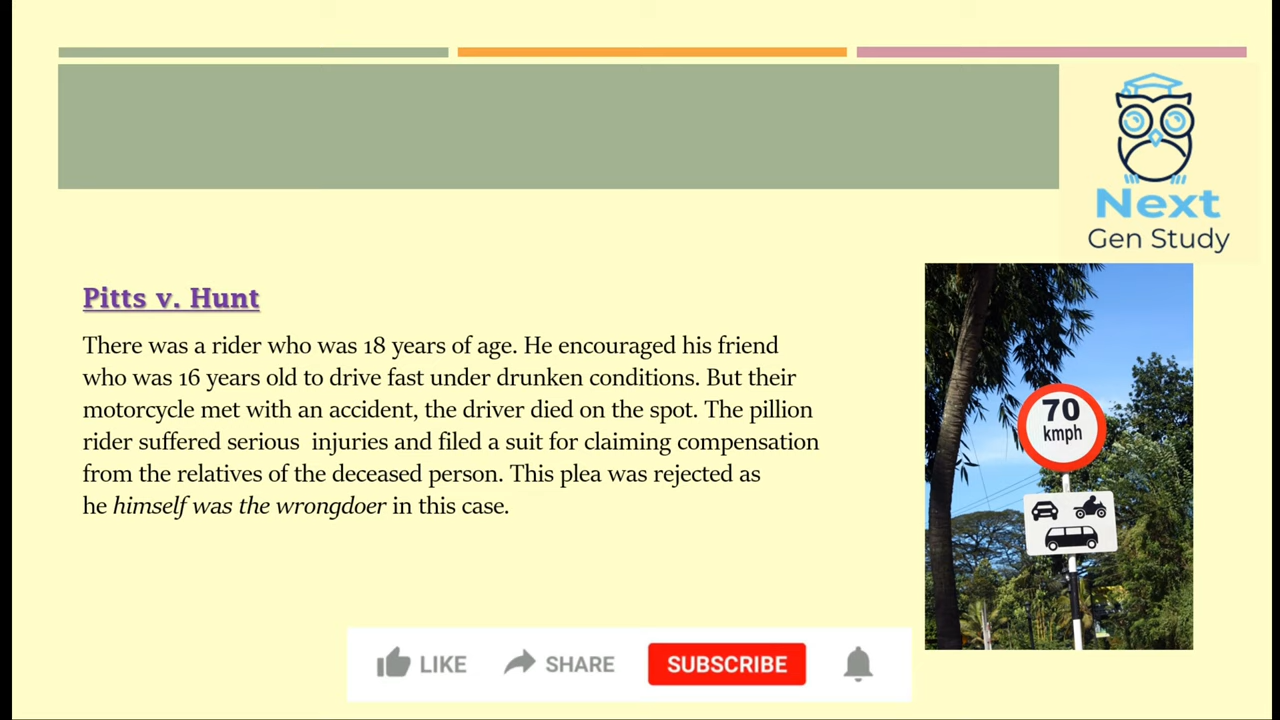 Next
Gen Study
Pitts v. Hunt
There was a rider who was 18 years of age. He encouraged his friend
who was 16 years old to drive fast under drunken conditions. But their
motorcycle met with an accident, the driver died on the spot. The pillion
rider suffered serious  injuries and filed a suit for claiming compensation
from the relatives of the deceased person. This plea was rejected as
he himself was the wrongdoer in this case.
70
kmph
LIKE
SHARE
SUBSCRIBE